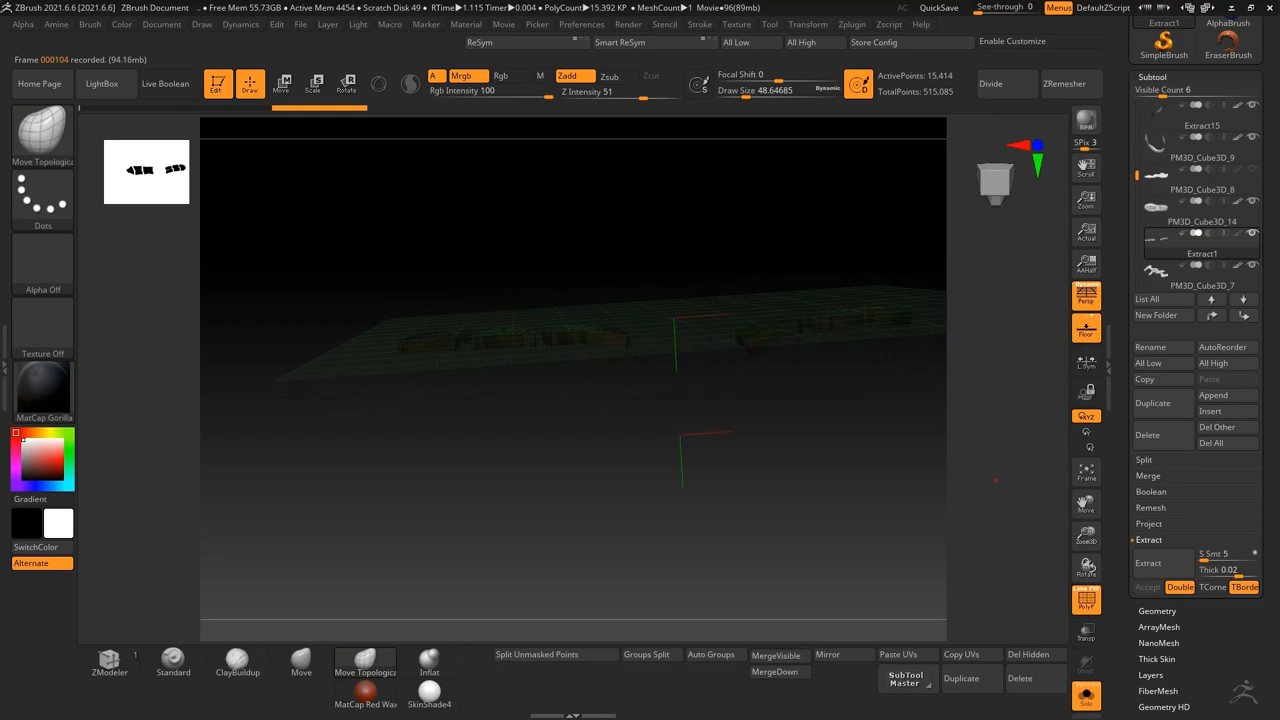 ZBrush 2021.6.6 [2021.6.6]
ZBrush Document
• Free Mem 55.73GB • Active Mem 4454 • Scratch Disk 49 • RTime▸1.115 Timer▸0.004 • PolyCount▸15.392 KP • MeshCount▸1 Movie•96(89mb)
AC
QuickSave
See-through 0
Menus
DefaultZScript
Alpha Anime Brush Document Draw Dynamics Edit File Layer Light Macro Marker Material Movie Picker Preferences Render Stencil Stroke Texture Tool Transform Zplugin Zscript Help
Extract1
AlphaBrush
ReSym
Smart ReSym
All Low
All High
Store Config
Enable Customize
SimpleBrush
EraserBrush
Frame 000104 recorded. (94.16mb)
Home Page
LightBox
Live Boolean
Edit
Draw
Move
Scale
Rotate
A
Mrgb
Rgb
M
Rgb Intensity 100
Zadd
Zsub
Zcut
Z Intensity 51
S
Focal Shift 0
Draw Size 48.64685
Dynamic
D
ActivePoints: 15,414
TotalPoints: 515,085
Divide
ZRemesher
Subtool
Visible Count 6
Extract15
PM3D_Cube3D_9
PM3D_Cube3D_8
PM3D_Cube3D_14
Extract1
PM3D_Cube3D_7
List All
New Folder
Rename
AutoReorder
All Low
All High
Copy
Paste
Duplicate
Append
Insert
Delete
Del Other
Del All
Split
Merge
Boolean
Remesh
Project
Extract
Extract
S Smt 5
Thick 0.02
Accept
Double
TCorne
TBorde
Geometry
ArrayMesh
NanoMesh
Thick Skin
Layers
FiberMesh
Geometry HD
Move Topologica
Dots
Alpha Off
Texture Off
MatCap Gorilla
Gradient
SwitchColor
Alternate
BPR
SPix 3
Scroll
Zoom
Actual
AAHalf
Dynamic
Persp
Floor
L.Sym
XYZ
Frame
Move
Zoom3D
Rotate
Line Fill
PolyF
Transp
Ghost
Solo
1
ZModeler
Standard
ClayBuildup
Move
Move Topologica
Inflat
MatCap Red Wax
SkinShade4
Split Unmasked Points
Groups Split
Auto Groups
MergeVisible
MergeDown
Mirror
Paste UVs
Copy UVs
Del Hidden
SubTool
Master
Duplicate
Delete